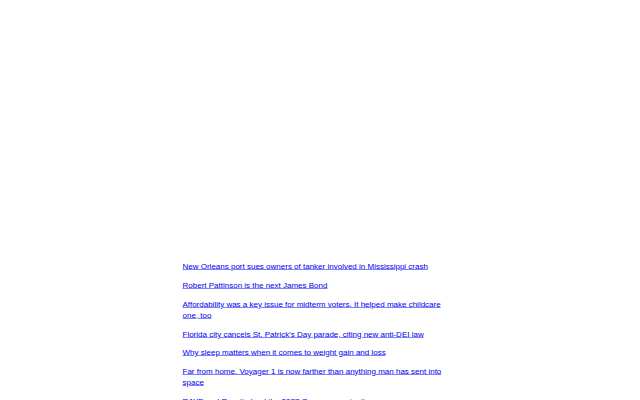 New Orleans port sues owners of tanker involved in Mississippi crash
Robert Pattinson is the next James Bond
Affordability was a key issue for midterm voters. It helped make childcare
one, too
Florida city cancels St. Patrick's Day parade, citing new anti-DEI law
Why sleep matters when it comes to weight gain and loss
Far from home. Voyager 1 is now farther than anything man has sent into
space